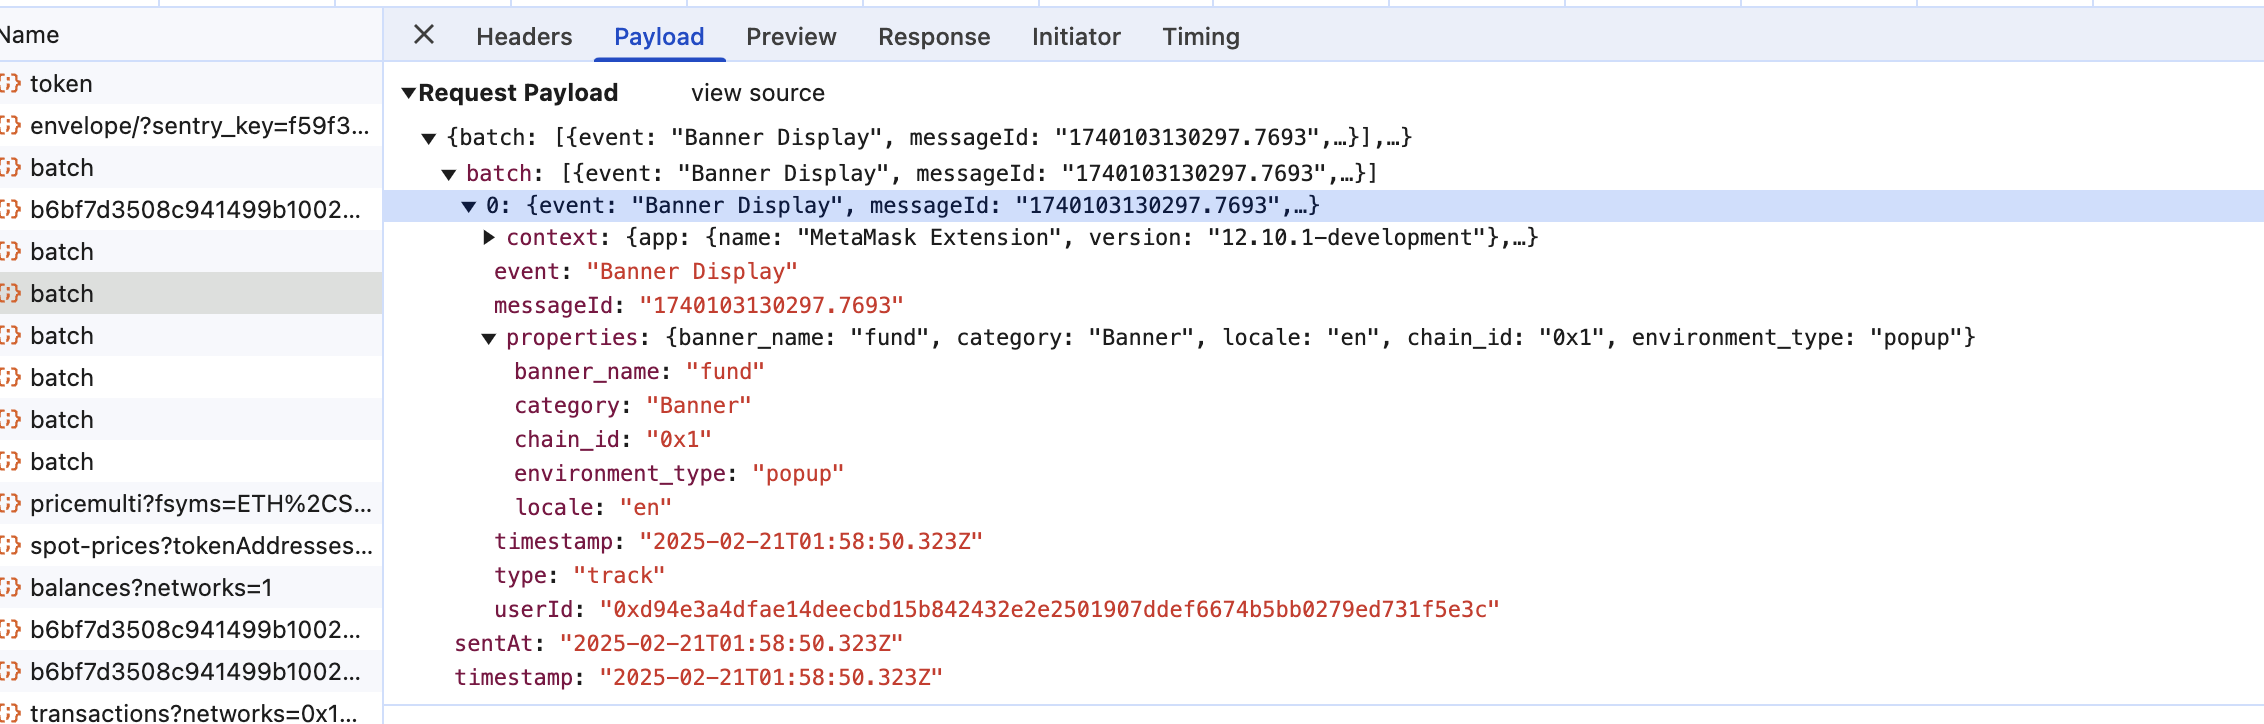 Name
token
envelope/?sentry_key=f59f3...
batch
b6bf7d3508c941499b1002...
batch
batch
batch
batch
batch
batch
pricemulti?fsyms=ETH%2CS...
spot-prices?tokenAddresses...
balances?networks=1
b6bf7d3508c941499b1002...
b6bf7d3508c941499b1002...
transactions?networks=0x1...
Headers Payload Preview Response Initiator Timing
Request Payload view source
{batch: [{event: "Banner Display", messageId: "1740103130297.7693",…}],…}
batch: [{event: "Banner Display", messageId: "1740103130297.7693",…}]
0: {event: "Banner Display", messageId: "1740103130297.7693",…}
context: {app: {name: "MetaMask Extension", version: "12.10.1-development"},…}
event: "Banner Display"
messageId: "1740103130297.7693"
properties: {banner_name: "fund", category: "Banner", locale: "en", chain_id: "0x1", environment_type: "popup"}
banner_name: "fund"
category: "Banner"
chain_id: "0x1"
environment_type: "popup"
locale: "en"
timestamp: "2025-02-21T01:58:50.323Z"
type: "track"
userId: "0xd94e3a4dfae14deecbd15b842432e2e2501907ddef6674b5bb0279ed731f5e3c"
sentAt: "2025-02-21T01:58:50.323Z"
timestamp: "2025-02-21T01:58:50.323Z"